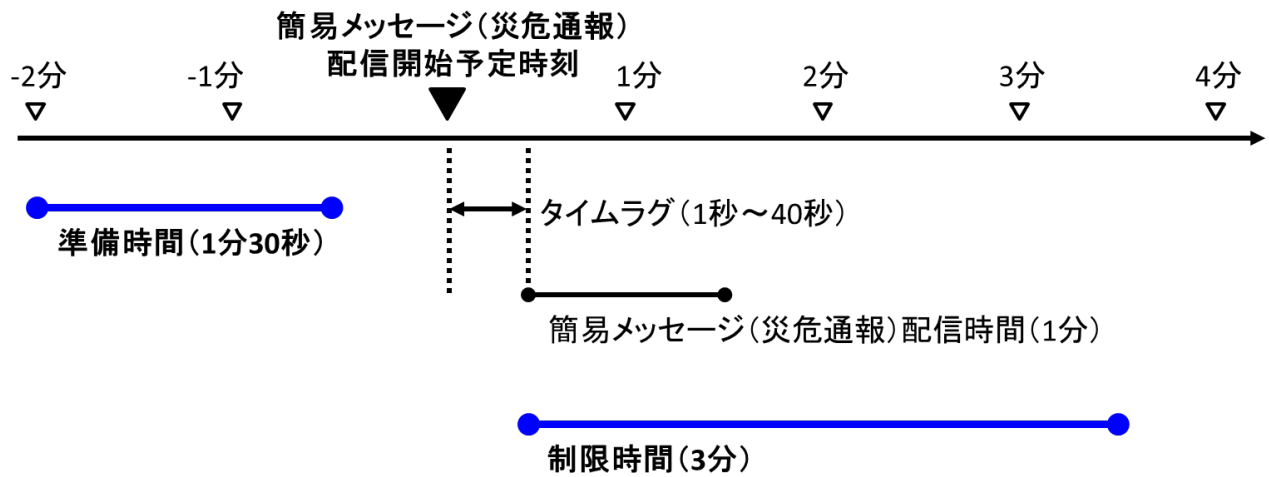 簡易メッセージ（災危通報）
配信開始予定時刻
-2分
-1分
1分
2分
3分
4分
タイムラグ（1秒～40秒）
準備時間（1分30秒）
簡易メッセージ（災危通報）配信時間（1分）
制限時間（3分）